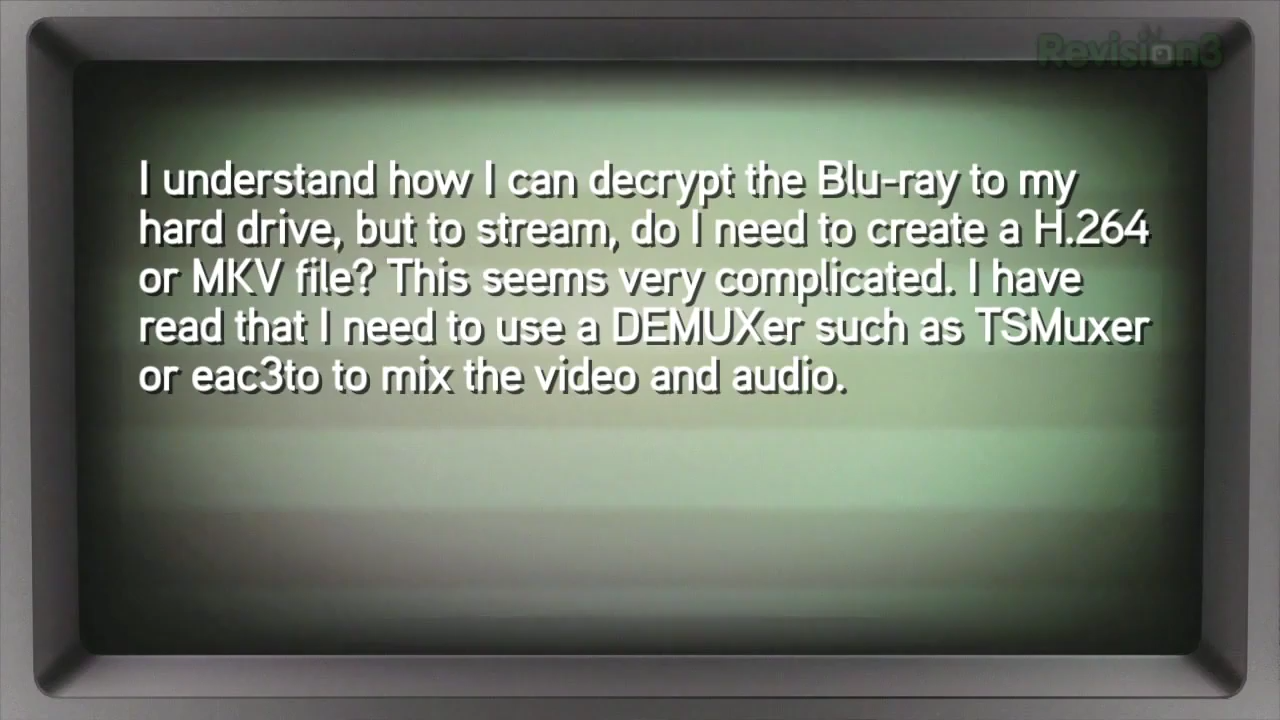 Revision3
I understand how I can decrypt the Blu-ray to my
hard drive, but to stream, do I need to create a H.264
or MKV file? This seems very complicated. I have
read that I need to use a DEMUXer such as TSMuxer
or eac3to to mix the video and audio.